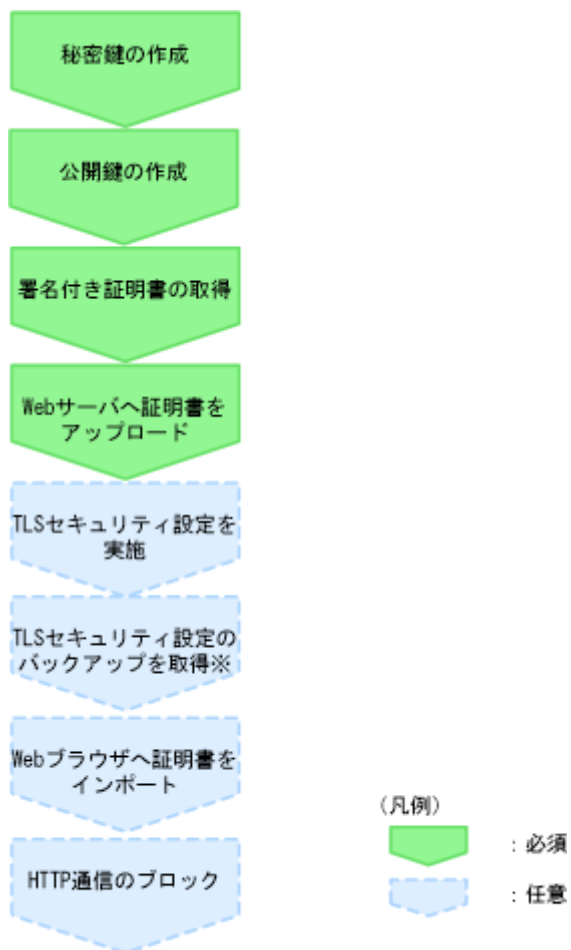 秘密鍵の作成
公開鍵の作成
署名付き証明書の取得
Webサーバへ証明書を
アップロード
TLSセキュリティ設定を
実施
TLSセキュリティ設定の
バックアップを取得※
Webブラウザへ証明書を
インポート
HTTP通信のブロック
(凡例)
：必須
：任意